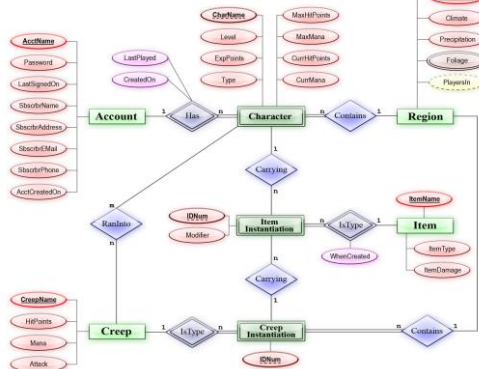 CharName
MaxHitPoints
Climate
AcctName
Level
MaxMana
Precipitation
Password
LastPlayed
ExpPoints
CurrHitPoints
Foliage
LastSignedOn
CreatedOn
Type
CurrMana
PlayersIn
SbscrbrName
Account
1
Has
n
Character
n
Contains
1
Region
SbscrbrAddress
SbscrbrEMail
m
1
1
SbscrbrPhone
Carrying
AcctCreatedOn
n
ItemName
RanInto
IDNum
Modifier
Item
Instantiation
n
IsType
1
Item
n
n
WhenCreated
ItemType
ItemDamage
Carrying
CreepName
HitPoints
1
1
Creep
1
IsType
n
Creep
Instantiation
n
Contains
Mana
Attack
IDNum